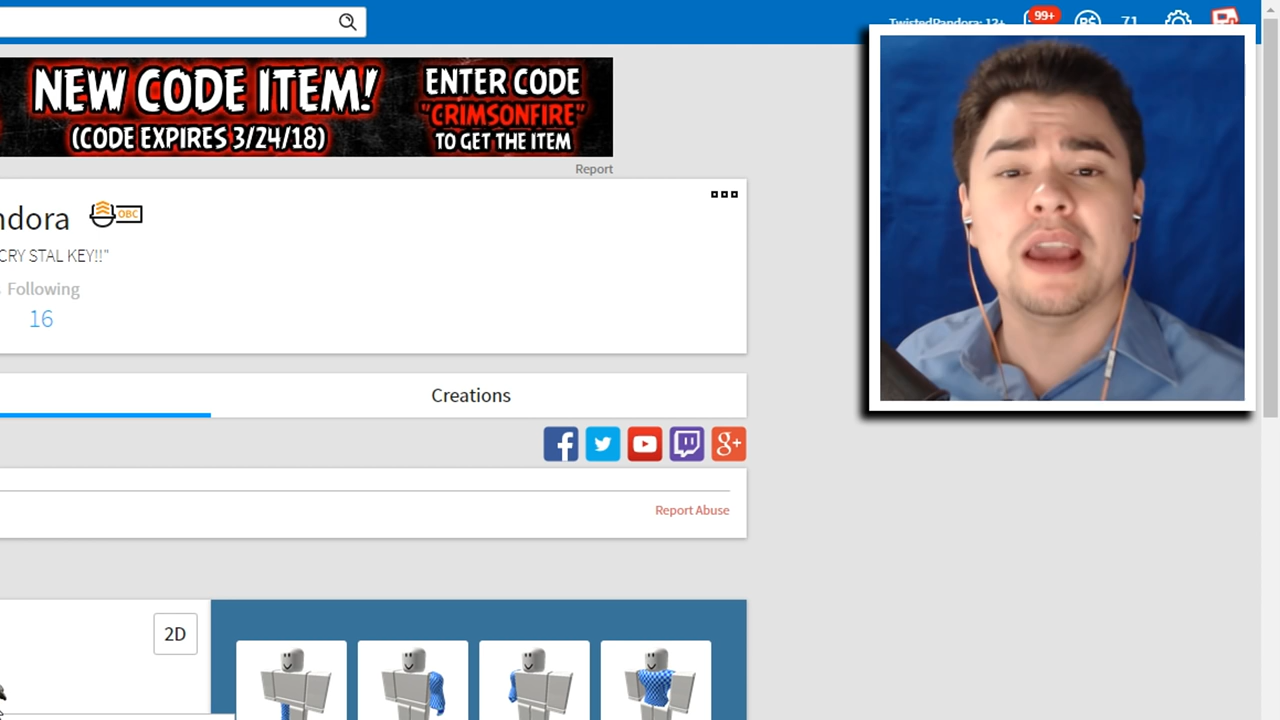 TwistedPandora: 13+
99+
R$
71
NEW CODE ITEM!
(CODE EXPIRES 3/24/18)
ENTER CODE
"CRIMSONFIRE"
TO GET THE ITEM
Report
ndora
OBC
CRY STAL KEY!!"
Following
16
Creations
g+
Report Abuse
2D